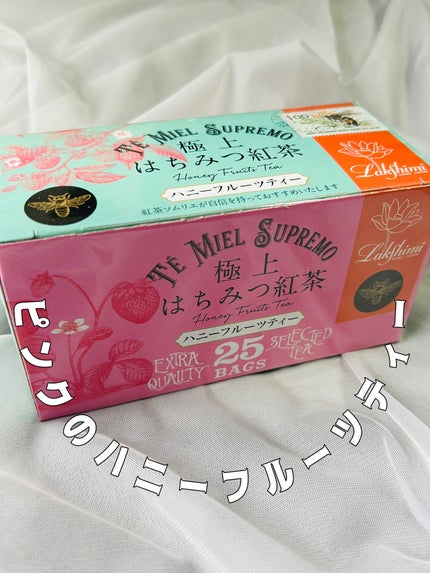 TÉ MIEL SUPREMO
極上
はちみつ紅茶
Honey Fruits Tea
ハニーフルーツティー
紅茶ソムリエが自信を持っておすすめいたします
Lakshimi
TÉ MIEL SUPREMO
極上
はちみつ紅茶
Honey Fruits Tea
ハニーフルーツティー
EXTRA QUALITY
25 BAGS
SELECTED TEA
Lakshimi
ピンクのハニーフルーツティー